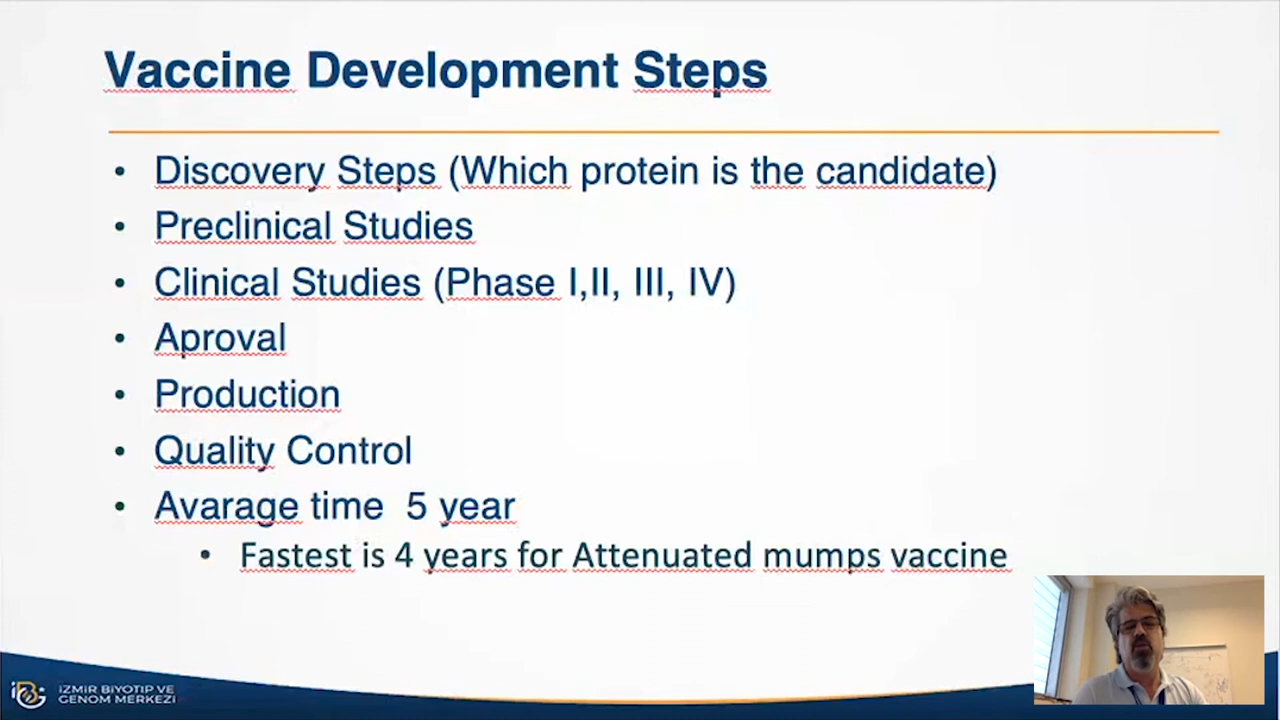 Vaccine Development Steps
• Discovery Steps (Which protein is the candidate)
• Preclinical Studies
• Clinical Studies (Phase I,II, III, IV)
• Aproval
• Production
• Quality Control
• Avarage time 5 year
• Fastest is 4 years for Attenuated mumps vaccine
İZMİR BİYOTIP VE
GENOM MERKEZİ